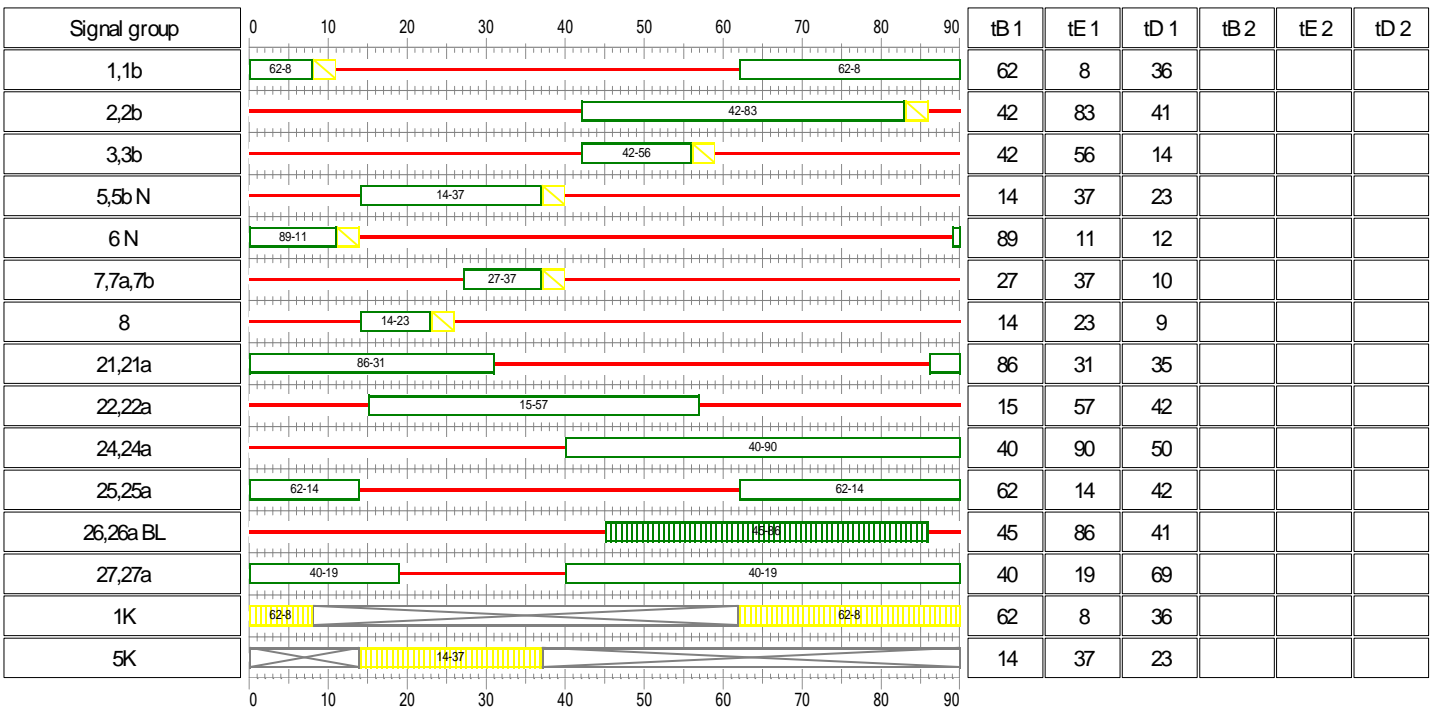 Signal group 0 10 20 30 40 50 60 70 80 90 tB 1 tE 1 tD 1 tB 2 tE 2 tD 2
1,1b 62-8 62-8 62 8 36
2,2b 42-83 42 83 41
3,3b 42-56 42 56 14
5,5b N 14-37 14 37 23
6 N 89-11 89 11 12
7,7a,7b 27-37 27 37 10
8 14-23 14 23 9
21,21a 86-31 86 31 35
22,22a 15-57 15 57 42
24,24a 40-90 40 90 50
25,25a 62-14 62-14 62 14 42
26,26a BL 45-86 45 86 41
27,27a 40-19 40-19 40 19 69
1K 62-8 62-8 62 8 36
5K 14-37 14 37 23
0 10 20 30 40 50 60 70 80 90